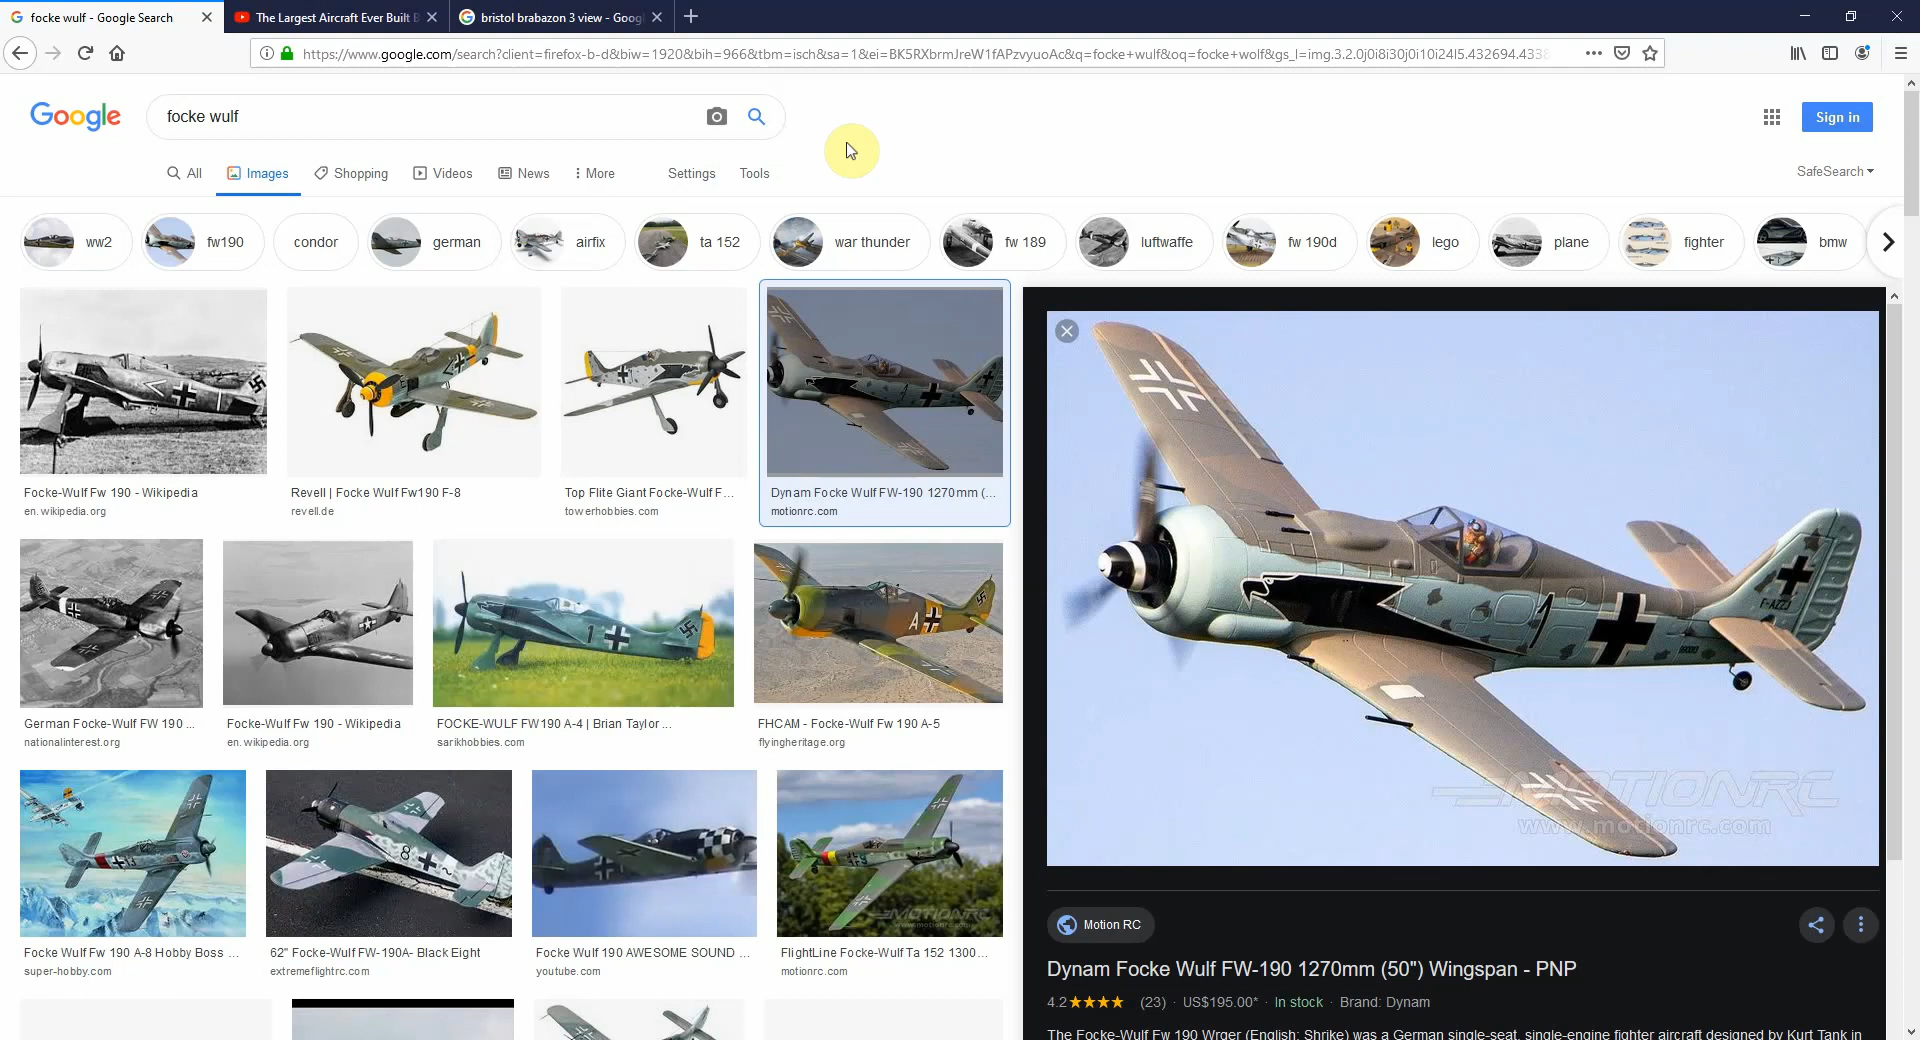 focke wulf - Google Search
The Largest Aircraft Ever Built B
bristol brabazon 3 view - Goog
https://www.google.com/search?client=firefox-b-d&biw=1920&bih=966&tbm=isch&sa=1&ei=BK5RXbrmJreW1fAPzvyuoAc&q=focke+wulf&oq=focke+wolf&gs_l=img.3.2.0j0i8i30j0i10i24l5.432694.4338
Google
focke wulf
Sign in
All
Images
Shopping
Videos
News
More
Settings
Tools
SafeSearch
ww2
fw190
condor
german
airfix
ta 152
war thunder
fw 189
luftwaffe
fw 190d
lego
plane
fighter
bmw
Focke-Wulf Fw 190 - Wikipedia
en.wikipedia.org
Revell | Focke Wulf Fw190 F-8
revell.de
Top Flite Giant Focke-Wulf F...
towerhobbies.com
Dynam Focke Wulf FW-190 1270mm (...
motionrc.com
German Focke-Wulf FW 190 ...
nationalinterest.org
Focke-Wulf Fw 190 - Wikipedia
en.wikipedia.org
FOCKE-WULF FW190 A-4 | Brian Taylor ...
sarikhobbies.com
FHCAM - Focke-Wulf Fw 190 A-5
flyingheritage.org
Focke Wulf Fw 190 A-8 Hobby Boss ...
super-hobby.com
62" Focke-Wulf FW-190A- Black Eight
extremeflightrc.com
Focke Wulf 190 AWESOME SOUND ...
youtube.com
FlightLine Focke-Wulf Ta 152 1300...
motionrc.com
F-AZZJ
1
MOTIONRC
www.motionrc.com
Motion RC
Dynam Focke Wulf FW-190 1270mm (50") Wingspan - PNP
4.2★★★★ (23) · US$195.00* · In stock · Brand: Dynam
The Focke-Wulf Fw 190 Wrger (English: Shrike) was a German single-seat, single-engine fighter aircraft designed by Kurt Tank in